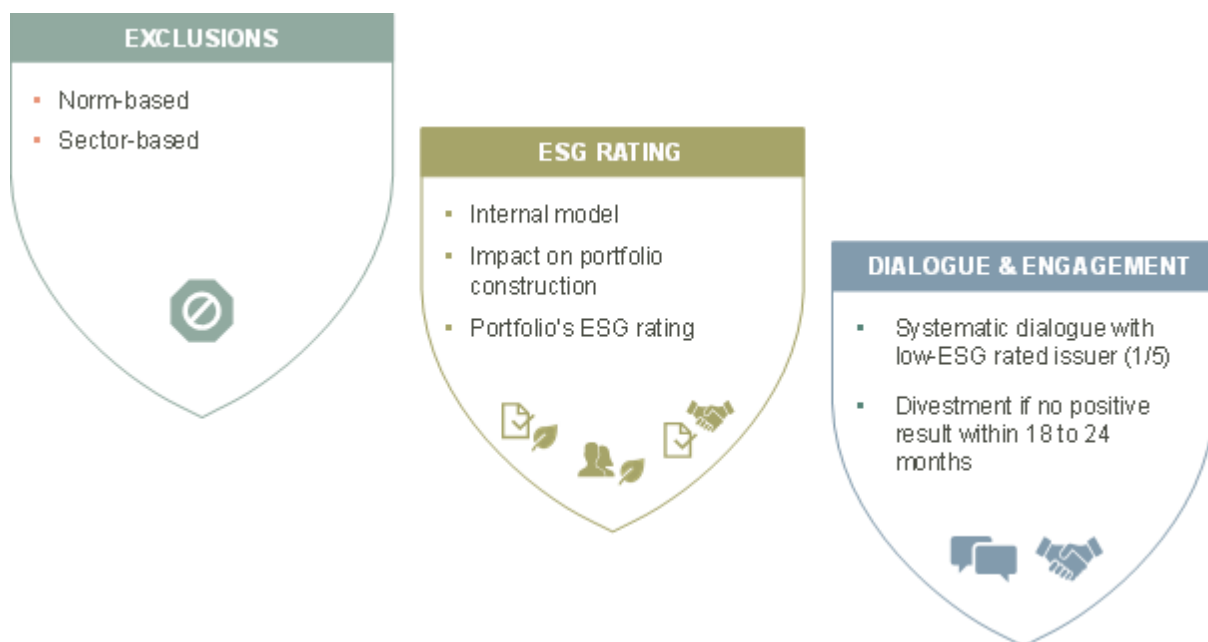 EXCLUSIONS
Norm-based
Sector-based
ESG RATING
Internal model
Impact on portfolio
construction
Portfolio's ESG rating
DIALOGUE & ENGAGEMENT
Systematic dialogue with
low-ESG rated issuer (1/5)
Divestment if no positive
result within 18 to 24
months